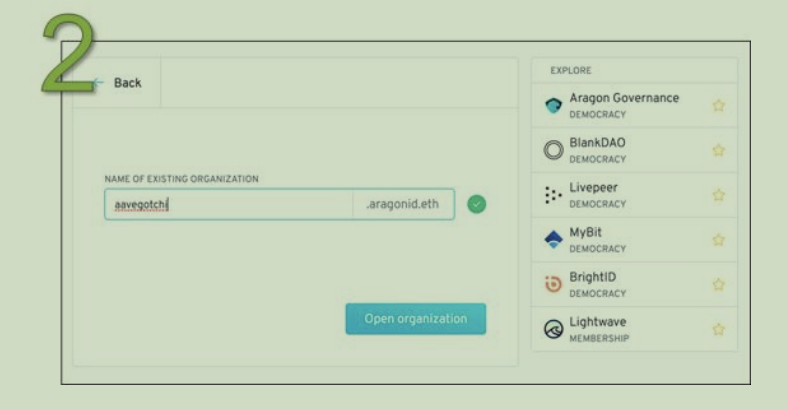 2
Back
NAME OF EXISTING ORGANIZATION
aavegotchi
.aragonid.eth
Open organization
EXPLORE
Aragon Governance
DEMOCRACY
BlankDAO
DEMOCRACY
Livepeer
DEMOCRACY
MyBit
DEMOCRACY
BrightID
DEMOCRACY
Lightwave
MEMBERSHIP